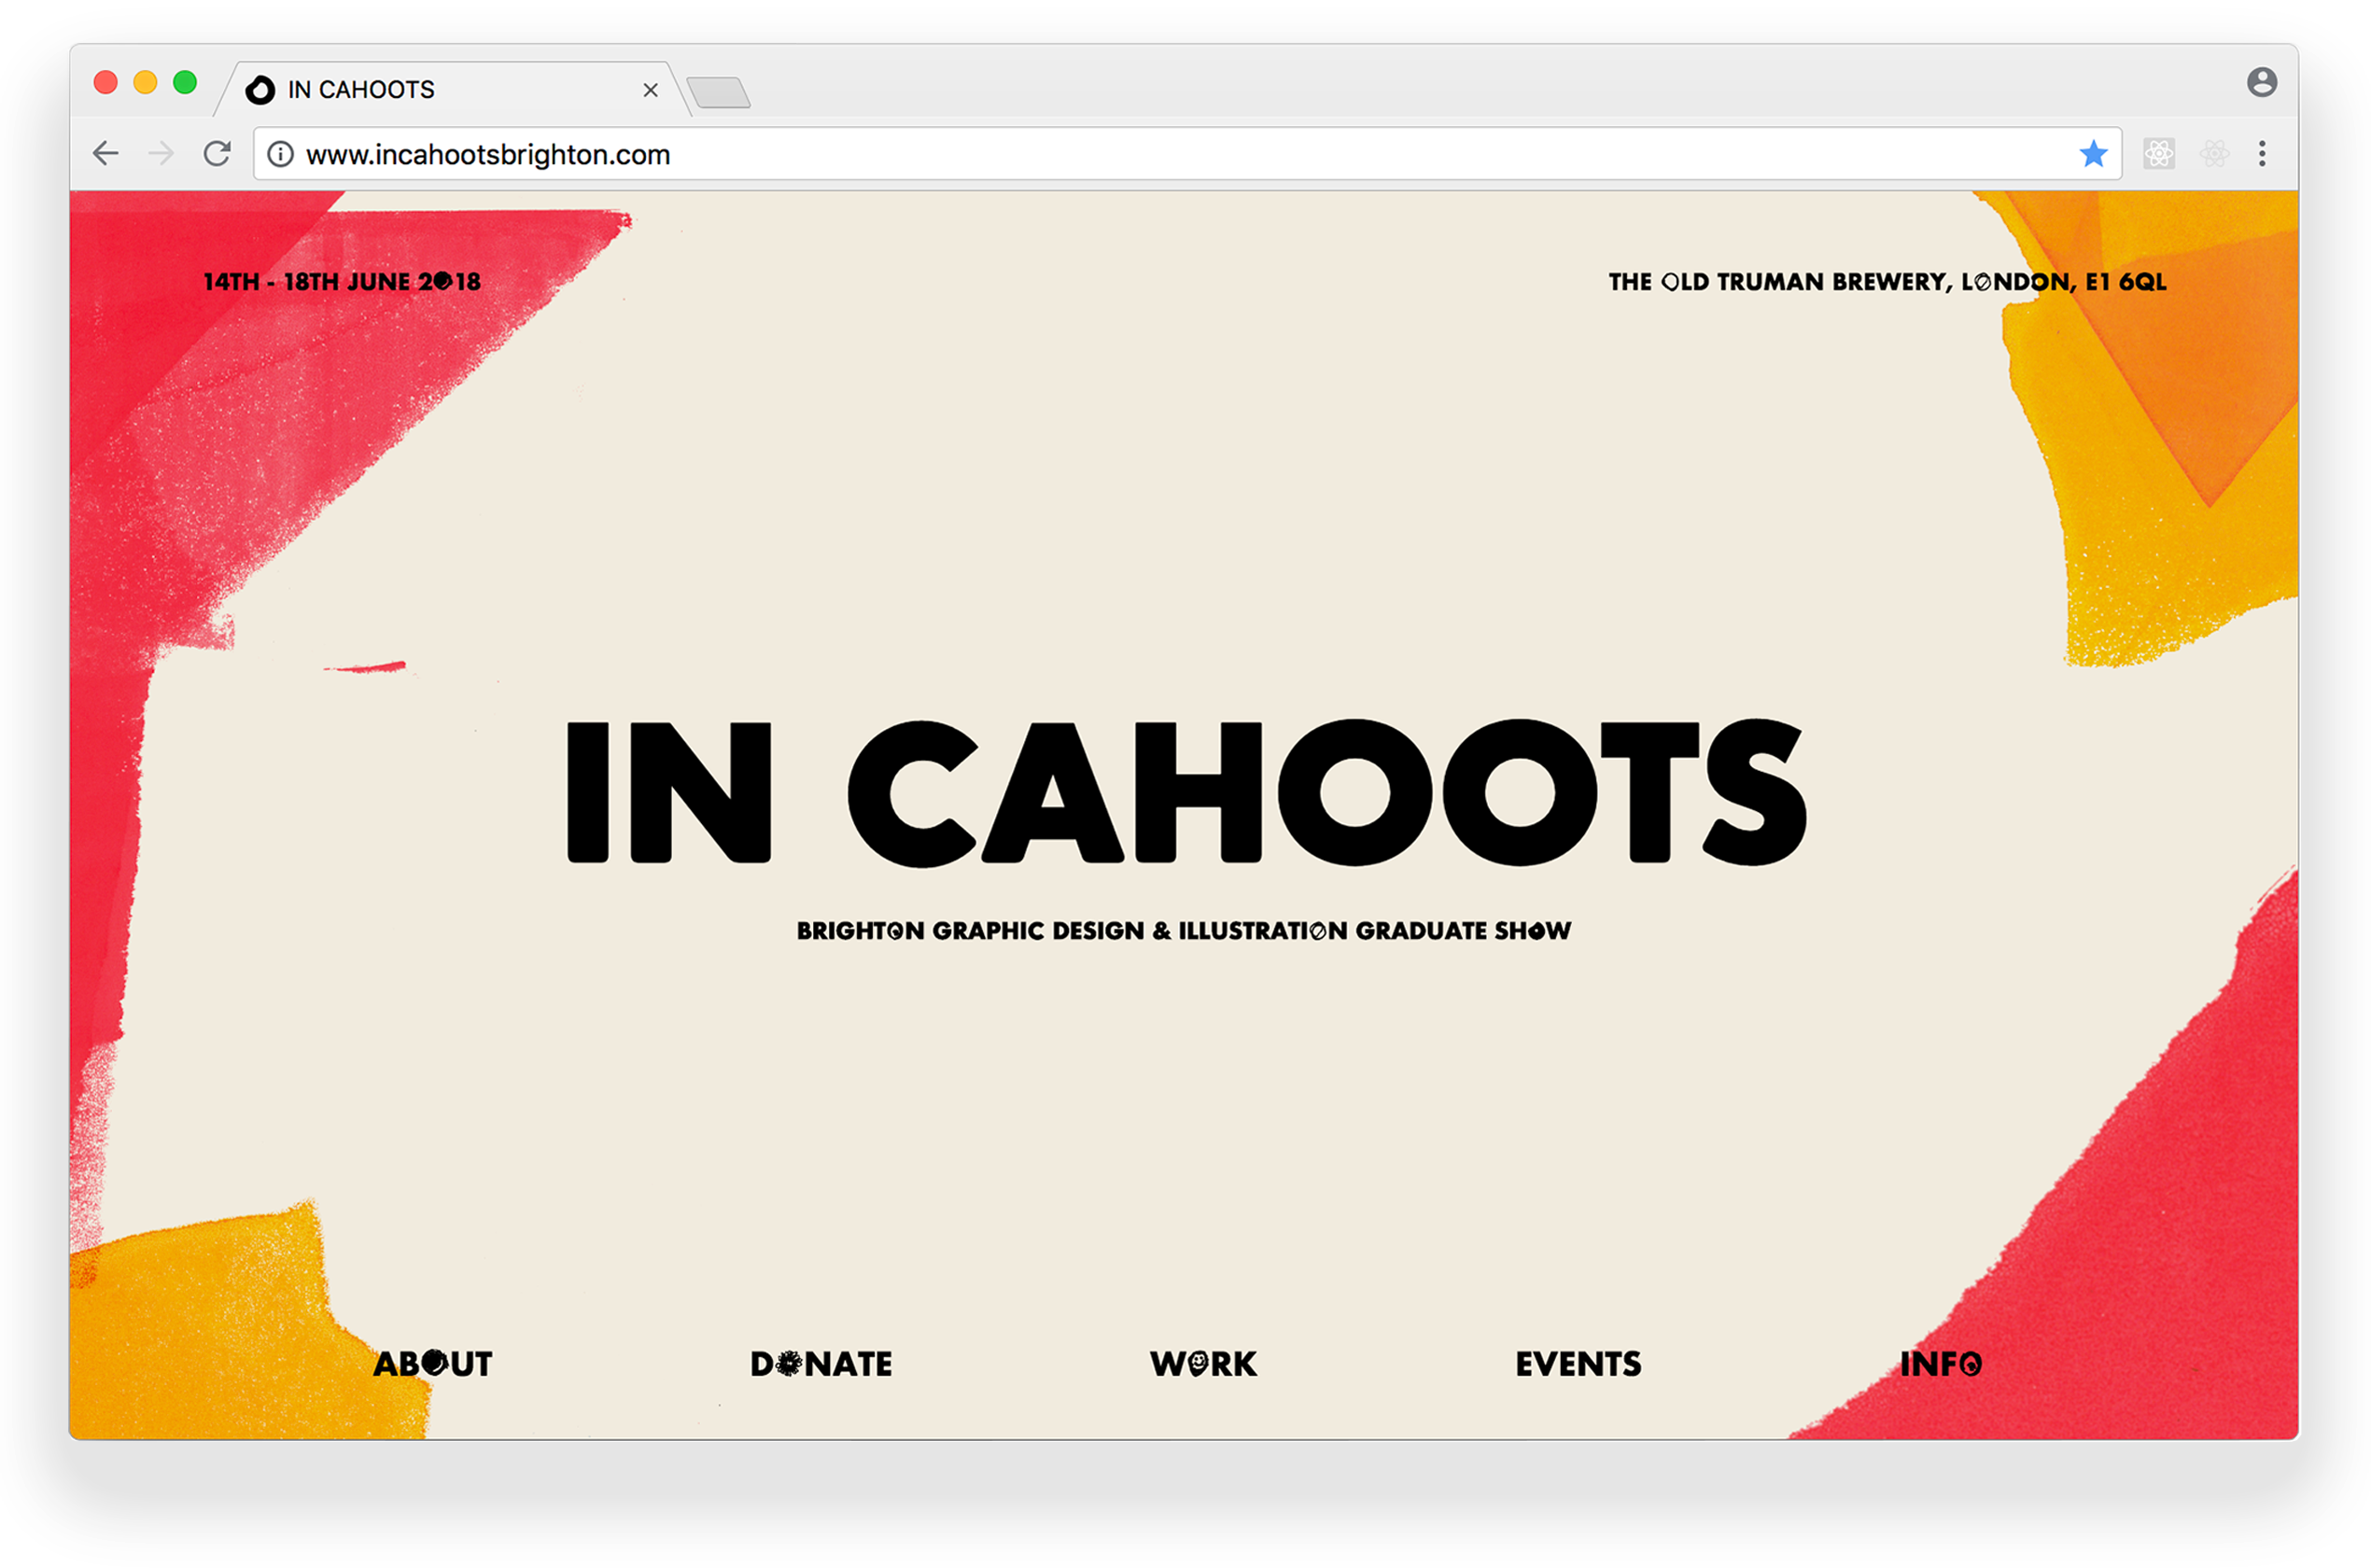 IN CAHOOTS
www.incahootsbrighton.com
14TH - 18TH JUNE 2018
THE OLD TRUMAN BREWERY, LONDON, E1 6QL
IN CAHOOTS
BRIGHTON GRAPHIC DESIGN & ILLUSTRATION GRADUATE SHOW
ABOUT DONATE WORK EVENTS INFO